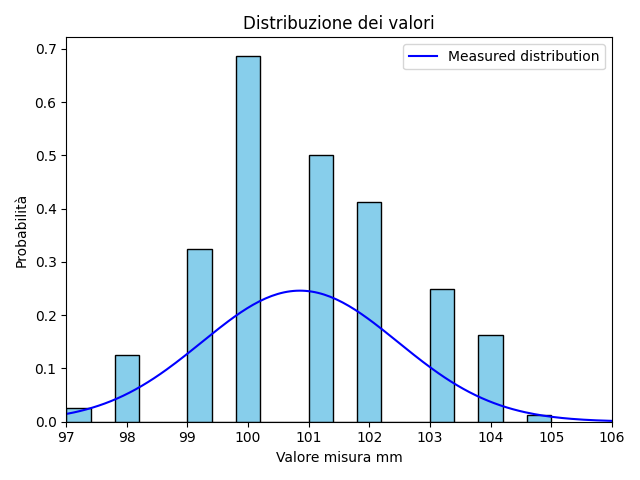 Distribuzione dei valori
Measured distribution
Probabilità
0.7
0.6
0.5
0.4
0.3
0.2
0.1
0.0
97 98 99 100 101 102 103 104 105 106
Valore misura mm